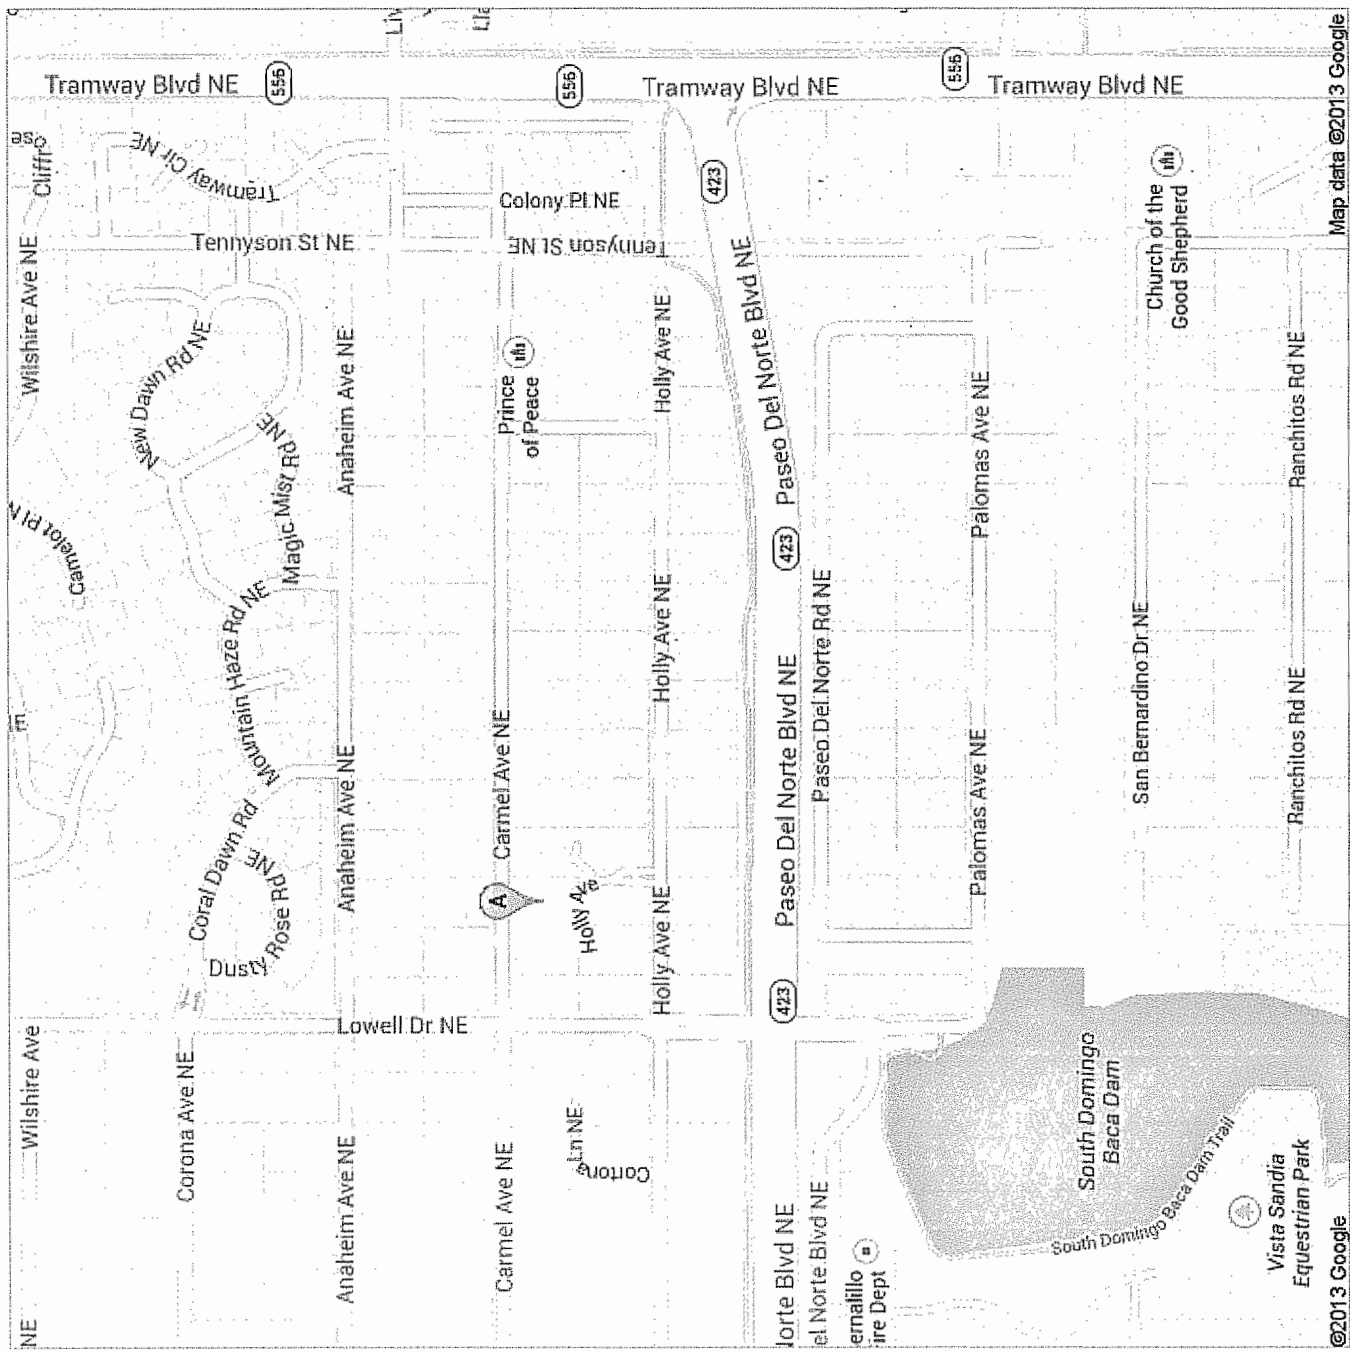 Tramway Blvd NE
556
556
Tramway Blvd NE
556
Tramway Blvd NE
Tramway Cir NE
423
Colony Pl NE
Tennyson St NE
Tennyson St NE
Wilshire Ave NE
New Dawn Rd NE
Magic Mist Rd NE
Anaheim Ave NE
Prince
of Peace
Holly Ave NE
Paseo Del Norte Blvd NE
Church of the
Good Shepherd
Palomas Ave NE
Ranchitos Rd NE
423
Mountain Haze Rd NE
Holly Ave NE
Paseo Del Norte Rd NE
Paseo Del Norte Blvd NE
San Bernardino Dr NE
Ranchitos Rd NE
Coral Dawn Rd
Dusty Rose Rd NE
Anaheim Ave NE
Carmel Ave NE
A
Holly Ave
Holly Ave NE
Palomas Ave NE
423
Lowell Dr NE
Wilshire Ave
Corona Ave NE
Anaheim Ave NE
Carmel Ave NE
Cortona Ln NE
South Domingo
Baca Dam
South Domingo Baca Dam Trail
Vista Sandia
Equestrian Park
NE
Norte Blvd NE
el Norte Blvd NE
ernalillo
ire Dept
Camelot Pl N
©2013 Google
Map data ©2013 Google